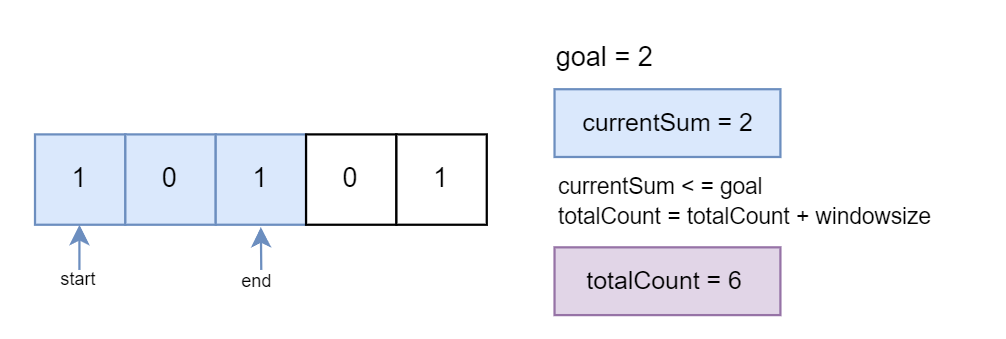 goal = 2
currentSum = 2
1 0 1 0 1
currentSum < = goal
totalCount = totalCount + windowsize
start end
totalCount = 6